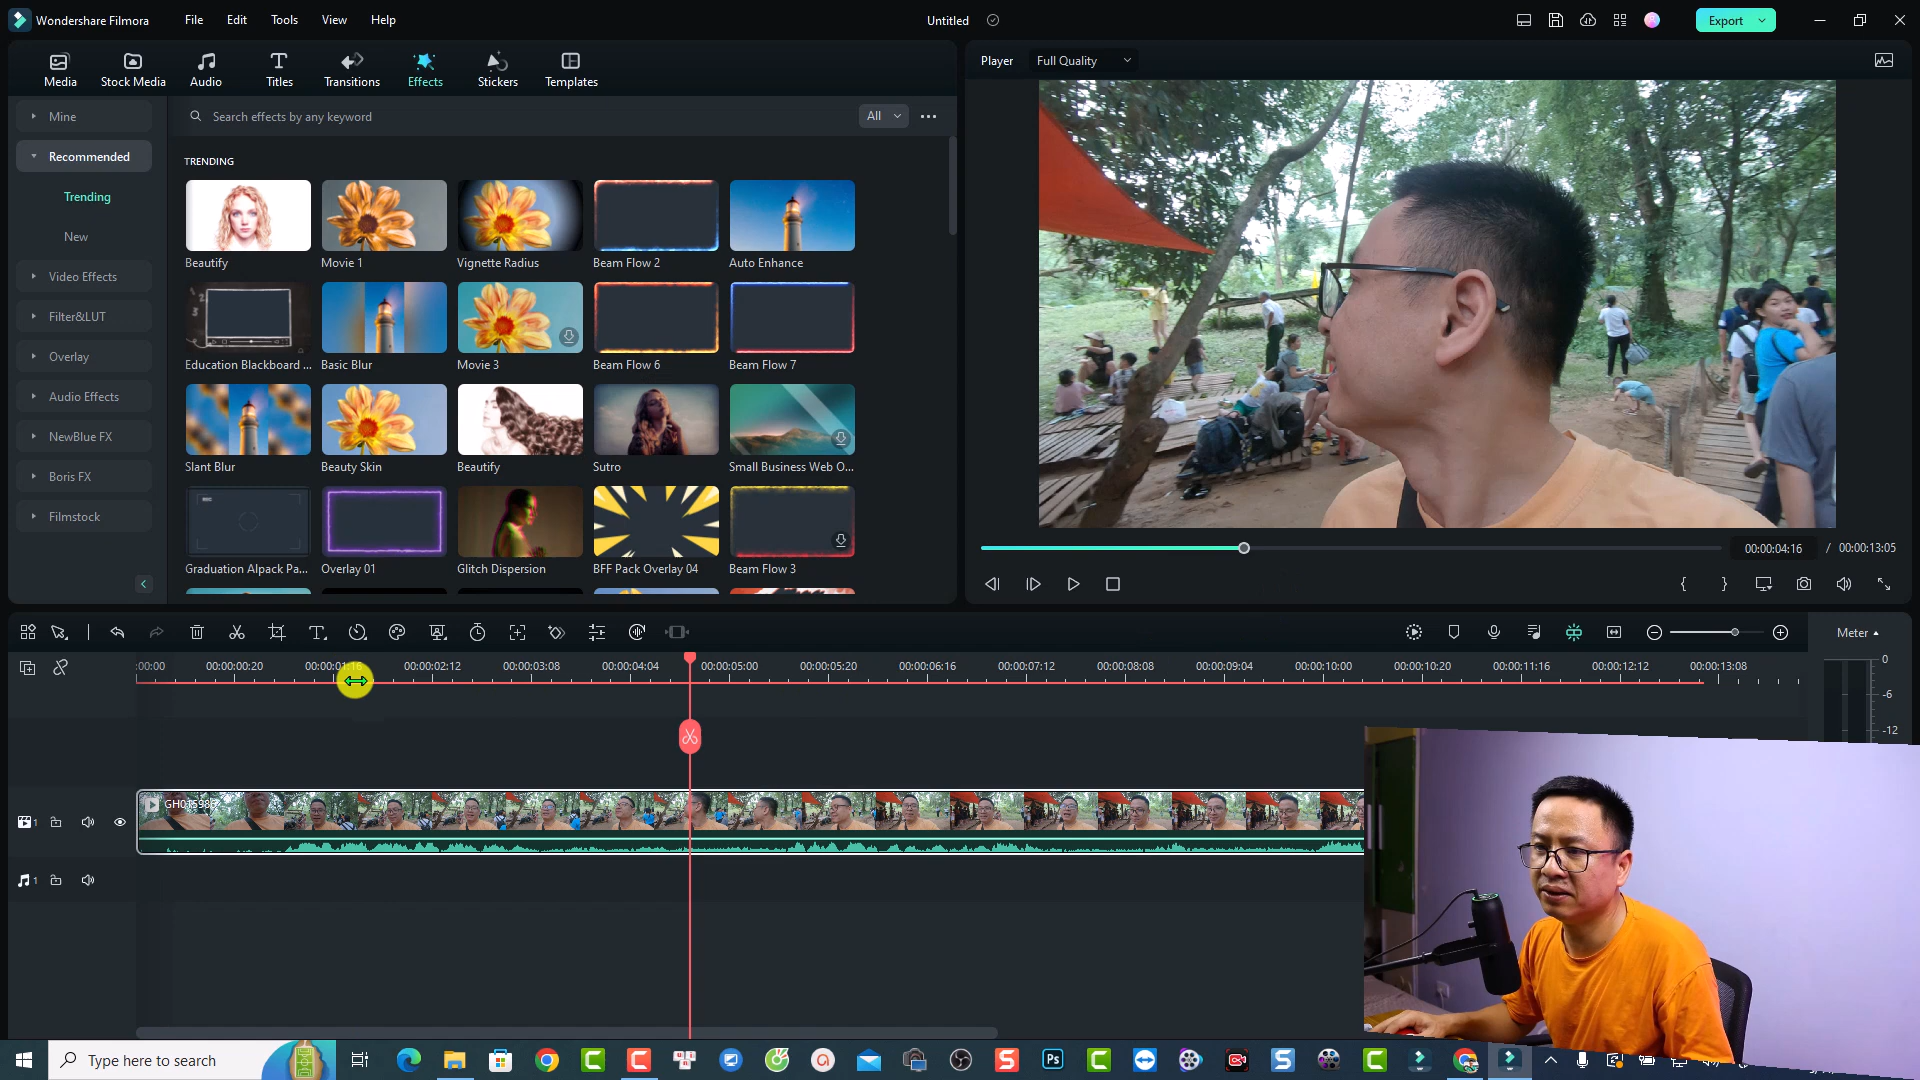 Wondershare Filmora
File
Edit
Tools
View
Help
Untitled
Export
Media
Stock Media
Audio
Titles
Transitions
Effects
Stickers
Templates
Player
Full Quality
Mine
Recommended
Trending
New
Video Effects
Filter&LUT
Overlay
Audio Effects
NewBlue FX
Boris FX
Filmstock
Search effects by any keyword
All
TRENDING
Beautify
Movie 1
Vignette Radius
Beam Flow 2
Auto Enhance
Education Blackboard ...
Basic Blur
Movie 3
Beam Flow 6
Beam Flow 7
Slant Blur
Beauty Skin
Beautify
Sutro
Small Business Web O...
Graduation Alpack Pa...
Overlay 01
Glitch Dispersion
BFF Pack Overlay 04
Beam Flow 3
00:00:04:16 / 00:00:13:05
Meter
:00:00
00:00:00:20
00:00:01:16
00:00:02:12
00:00:03:08
00:00:04:04
00:00:05:00
00:00:05:20
00:00:06:16
00:00:07:12
00:00:08:08
00:00:09:04
00:00:10:00
00:00:10:20
00:00:11:16
00:00:12:12
00:00:13:08
0
-6
-12
1
1
Type here to search